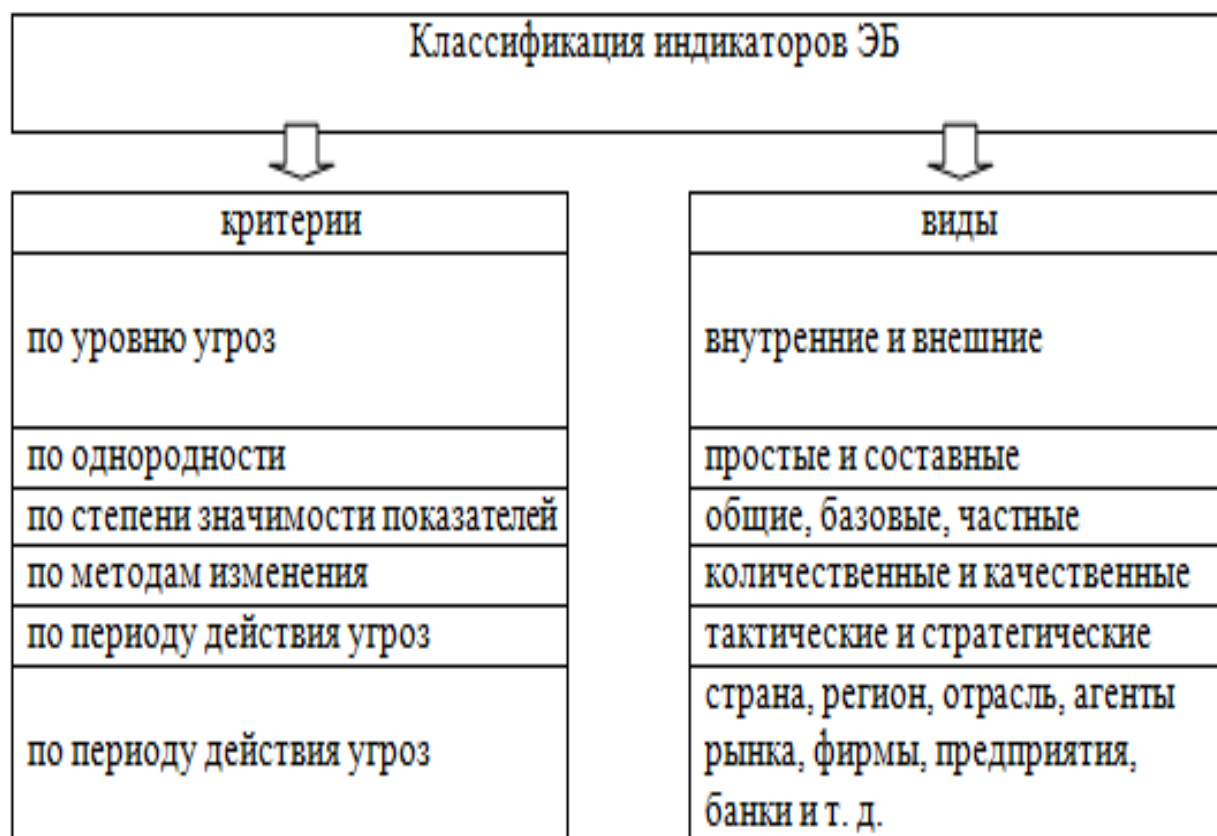 Классификация индикаторов ЭБ
критерии
виды
по уровню угроз
внутренние и внешние
по однородности
простые и составные
по степени значимости показателей
общие, базовые, частные
по методам изменения
количественные и качественные
по периоду действия угроз
тактические и стратегические
по периоду действия угроз
страна, регион, отрасль, агенты
рынка, фирмы, предприятия,
банки и т. д.